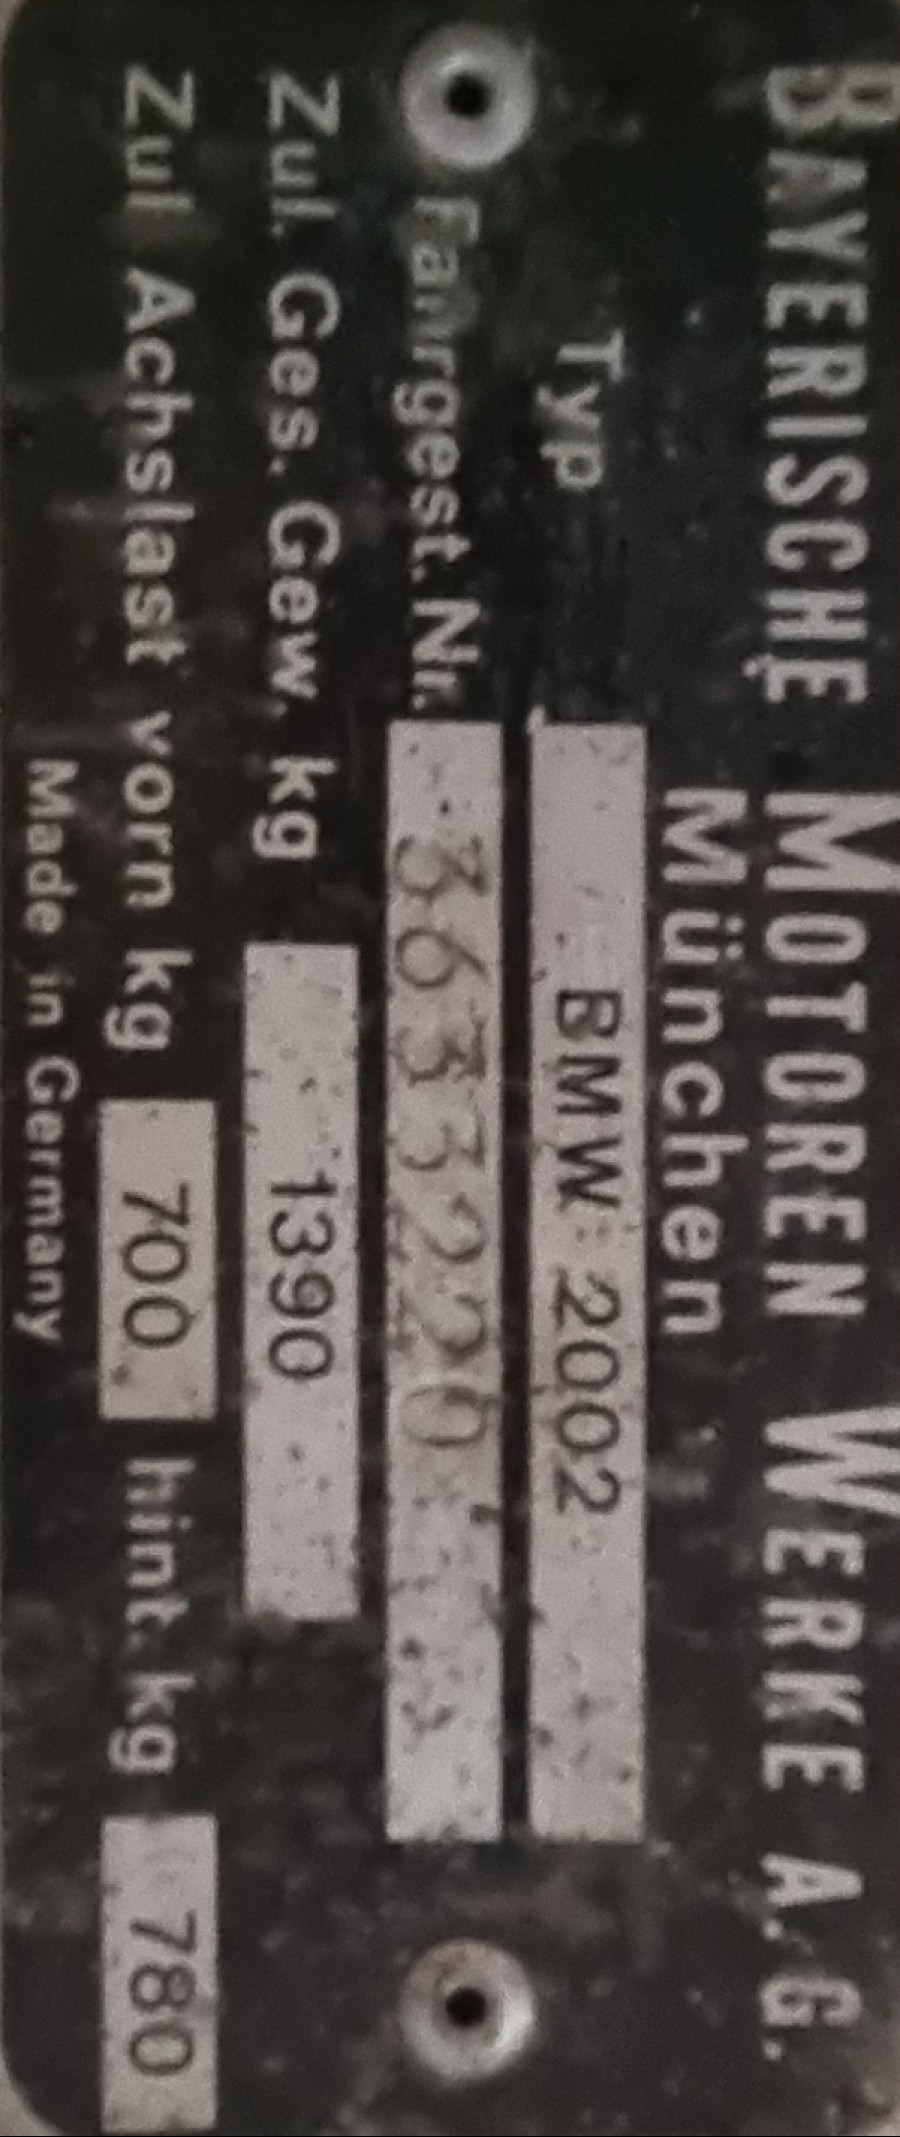 BAYERISCHE MOTOREN WERKE A.G.
München
Typ BMW 2002
Fahrgest. Nr. 3633220
Zul. Ges. Gew. kg 1390
Zul Achslast vorn kg 700 hint. kg 780
Made in Germany